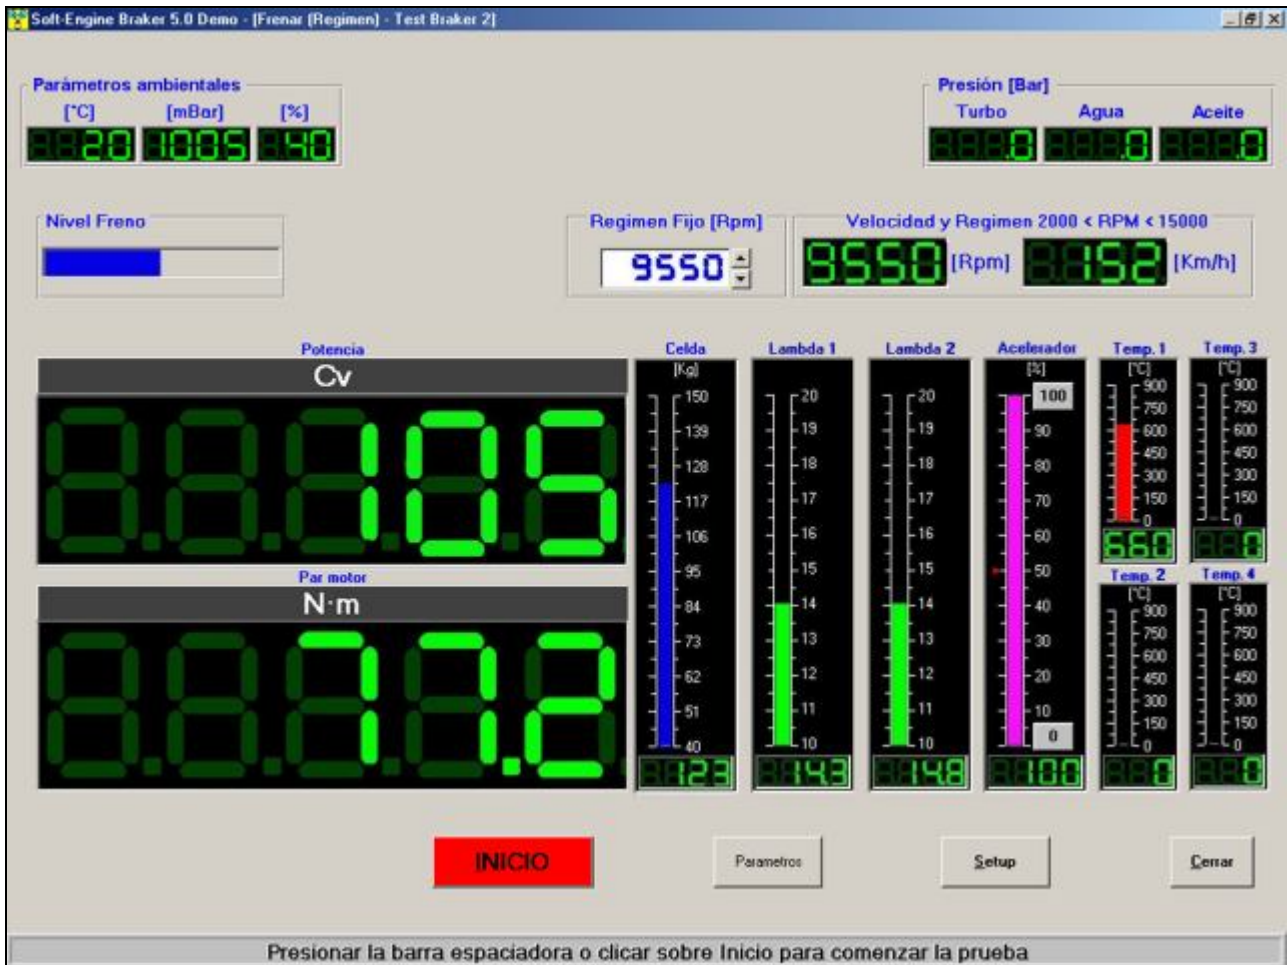 Soft-Engine Braker 5.0 Demo - [Frenar (Regimen) - Test Braker 2]
Parámetros ambientales
[°C] [mBar] [%]
20 1005 40
Presión [Bar]
Turbo Agua Aceite
.0 .0 .0
Nivel Freno
Regimen Fijo [Rpm]
9550
Velocidad y Regimen 2000 < RPM < 15000
9550 [Rpm] 152 [Km/h]
Potencia
Cv
105
Par motor
N·m
77.2
Celda
[Kg]
150
139
128
117
106
95
84
73
62
51
40
123
Lambda 1
20
19
18
17
16
15
14
13
12
11
10
14.3
Lambda 2
20
19
18
17
16
15
14
13
12
11
10
14.8
Acelerador
[%]
100
90
80
70
60
50
40
30
20
10
0
100
Temp. 1
[°C]
900
750
600
450
300
150
0
660
Temp. 3
[°C]
900
750
600
450
300
150
0
0
Temp. 2
[°C]
900
750
600
450
300
150
0
0
Temp. 4
[°C]
900
750
600
450
300
150
0
0
INICIO
Parametros
Setup
Cerrar
Presionar la barra espaciadora o clicar sobre Inicio para comenzar la prueba